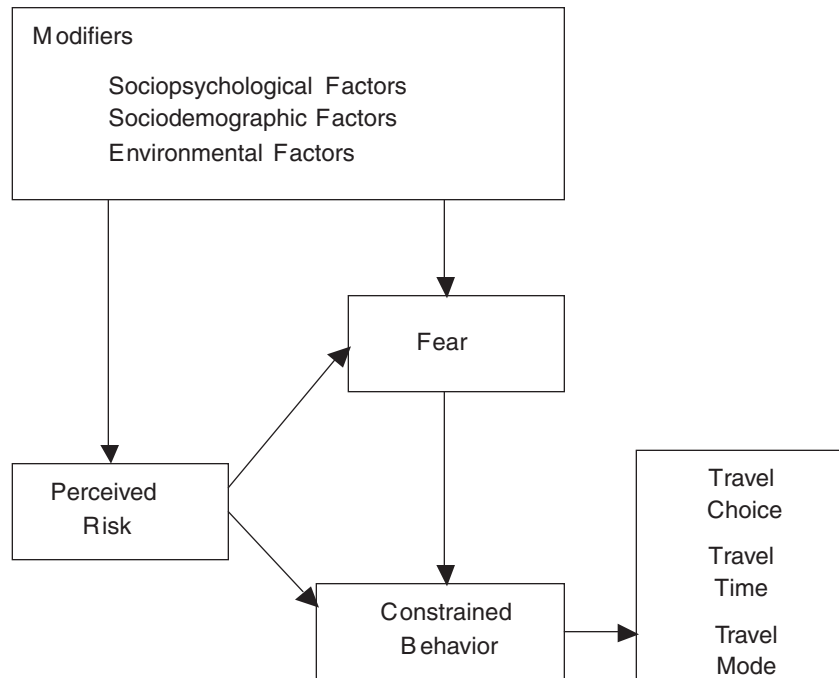 Modifiers
Sociopsychological Factors
Sociodemographic Factors
Environmental Factors
Fear
Perceived
Risk
Travel
Choice
Travel
Time
Constrained
Behavior
Travel
Mode